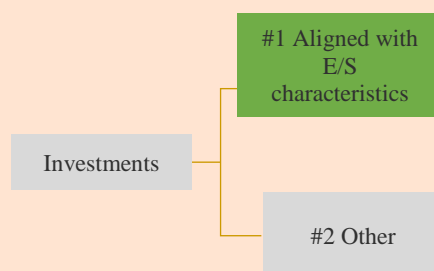 #1 Aligned with
E/S
characteristics
Investments
#2 Other